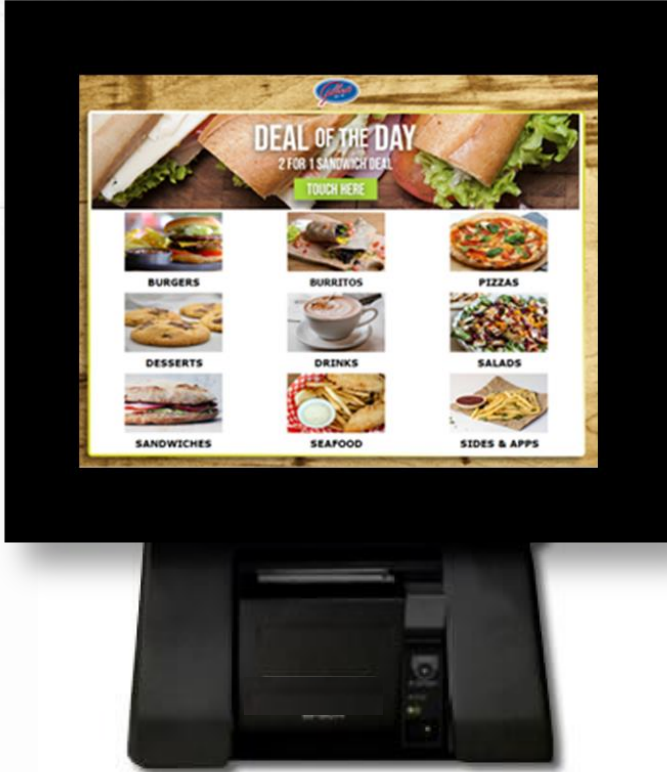 DEAL OF THE DAY
2 FOR 1 SANDWICH DEAL
TOUCH HERE
BURGERS BURRITOS PIZZAS
DESSERTS DRINKS SALADS
SANDWICHES SEAFOOD SIDES & APPS